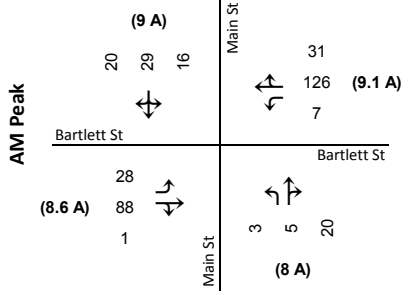 AM Peak
(9 A)
20 29 16
Main St
31
126 (9.1 A)
7
Bartlett St
Bartlett St
28
(8.6 A) 88
1
Main St
3 5 20
(8 A)